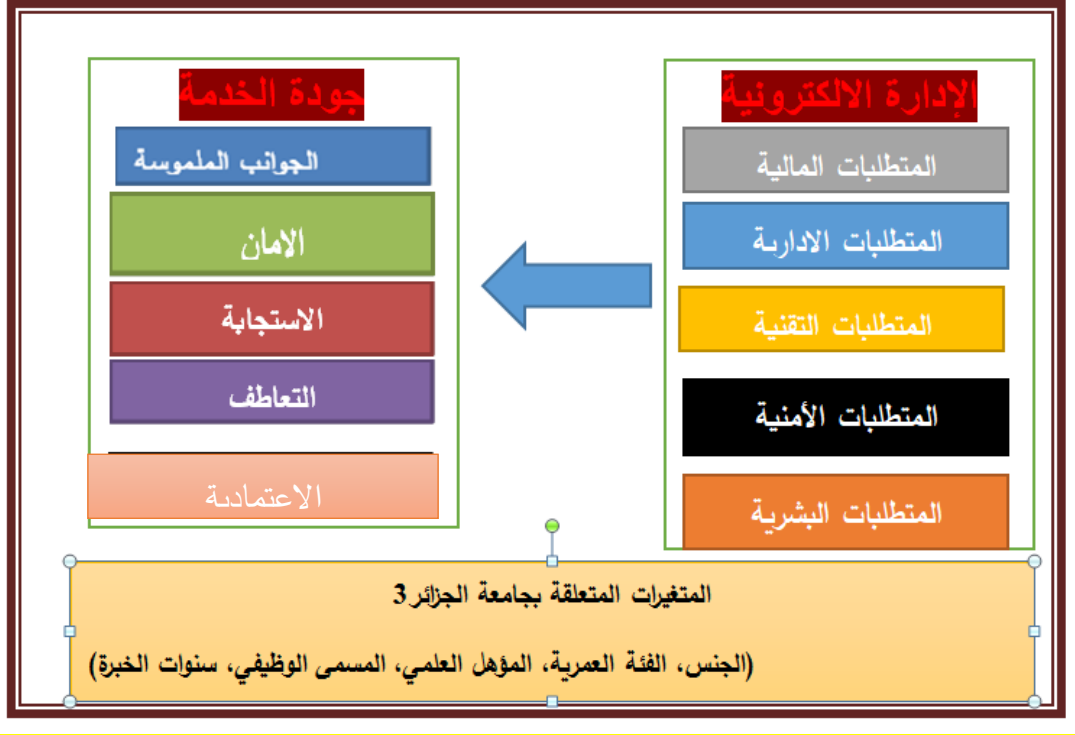 الإدارة الالكترونية
المتطلبات المالية
المتطلبات الادارية
المتطلبات التقنية
المتطلبات الأمنية
المتطلبات البشرية
جودة الخدمة
الجوانب الملموسة
الامان
الاستجابة
التعاطف
الاعتمادية
المتغيرات المتعلقة بجامعة الجزائر3
(الجنس، الفئة العمرية، المؤهل العلمي، المسمى الوظيفي، سنوات الخبرة)